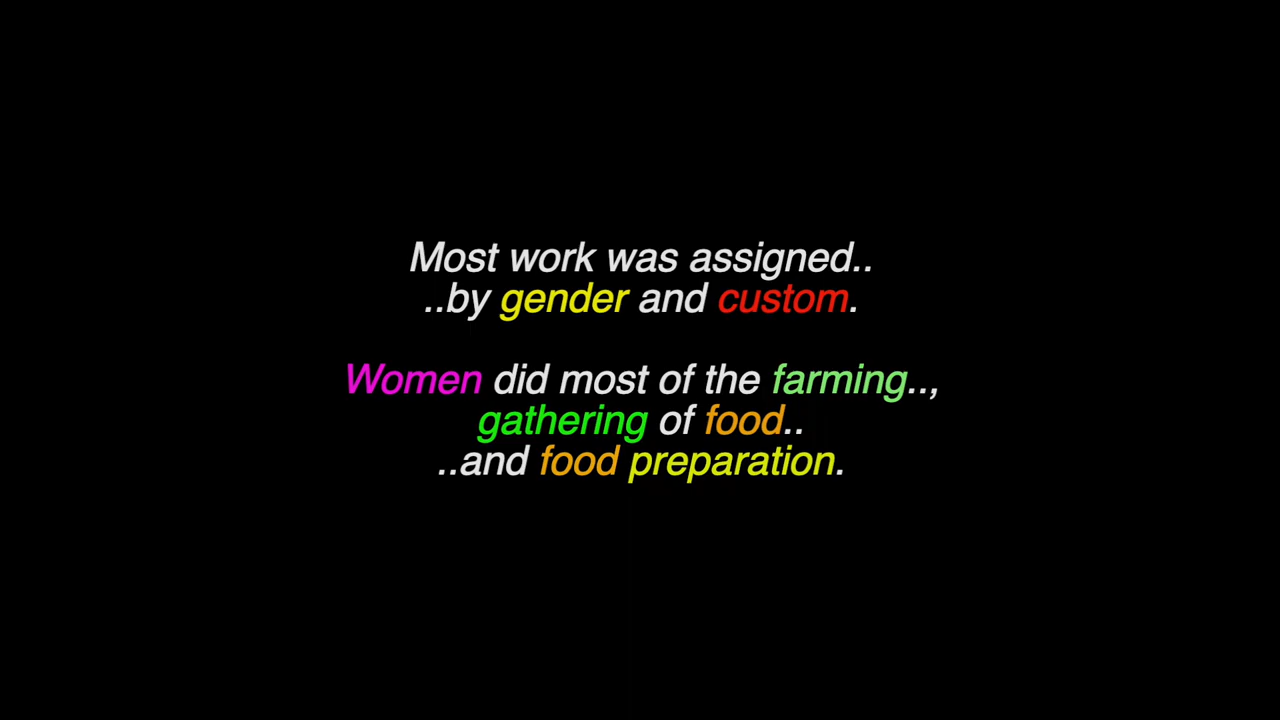 Most work was assigned..
..by gender and custom.
Women did most of the farming..,
gathering of food..
..and food preparation.